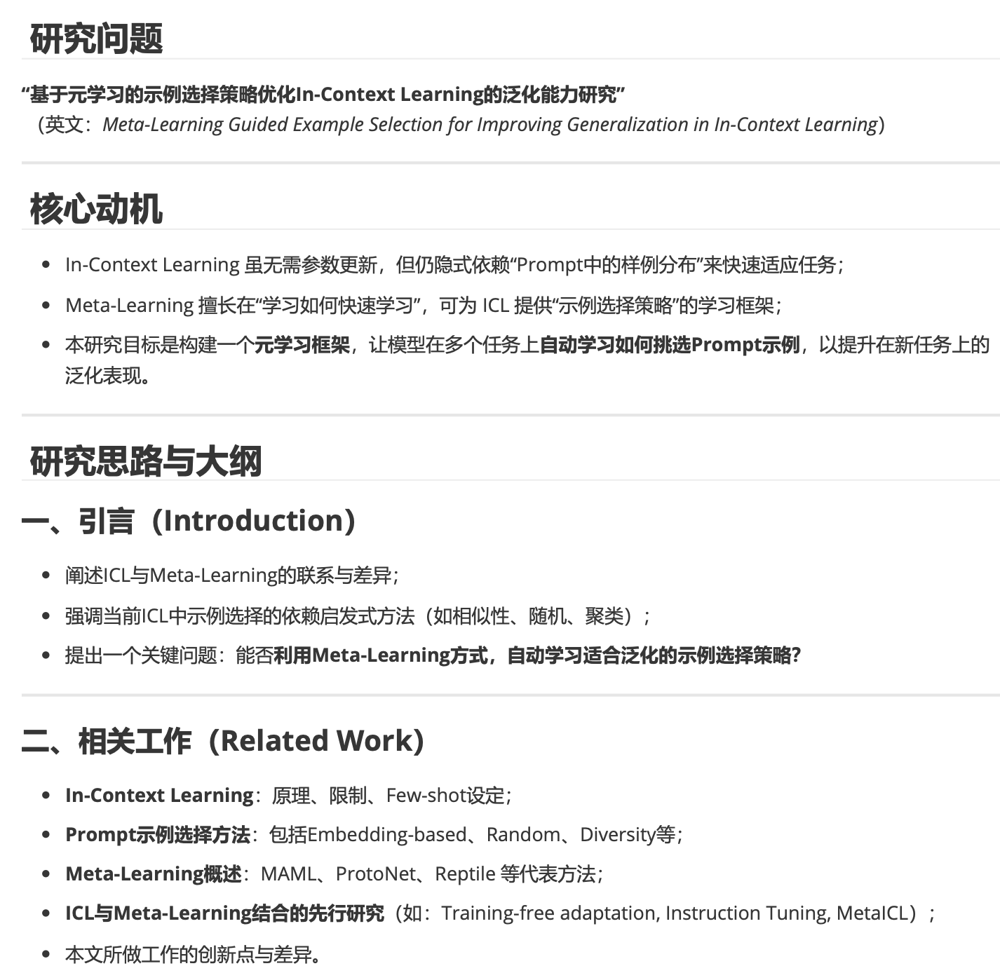 研究问题
“基于元学习的示例选择策略优化In-Context Learning的泛化能力研究”
（英文：Meta-Learning Guided Example Selection for Improving Generalization in In-Context Learning）
核心动机
• In-Context Learning 虽无需参数更新，但仍隐式依赖“Prompt中的样例分布”来快速适应任务；
• Meta-Learning 擅长在“学习如何快速学习”，可为 ICL 提供“示例选择策略”的学习框架；
• 本研究目标是构建一个元学习框架，让模型在多个任务上自动学习如何挑选Prompt示例，以提升在新任务上的
泛化表现。
研究思路与大纲
一、引言（Introduction）
• 阐述ICL与Meta-Learning的联系与差异；
• 强调当前ICL中示例选择的依赖启发式方法（如相似性、随机、聚类）；
• 提出一个关键问题：能否利用Meta-Learning方式，自动学习适合泛化的示例选择策略？
二、相关工作（Related Work）
• In-Context Learning：原理、限制、Few-shot设定；
• Prompt示例选择方法：包括Embedding-based、Random、Diversity等；
• Meta-Learning概述：MAML、ProtoNet、Reptile 等代表方法；
• ICL与Meta-Learning结合的先行研究（如：Training-free adaptation, Instruction Tuning, MetaICL）；
• 本文所做工作的创新点与差异。